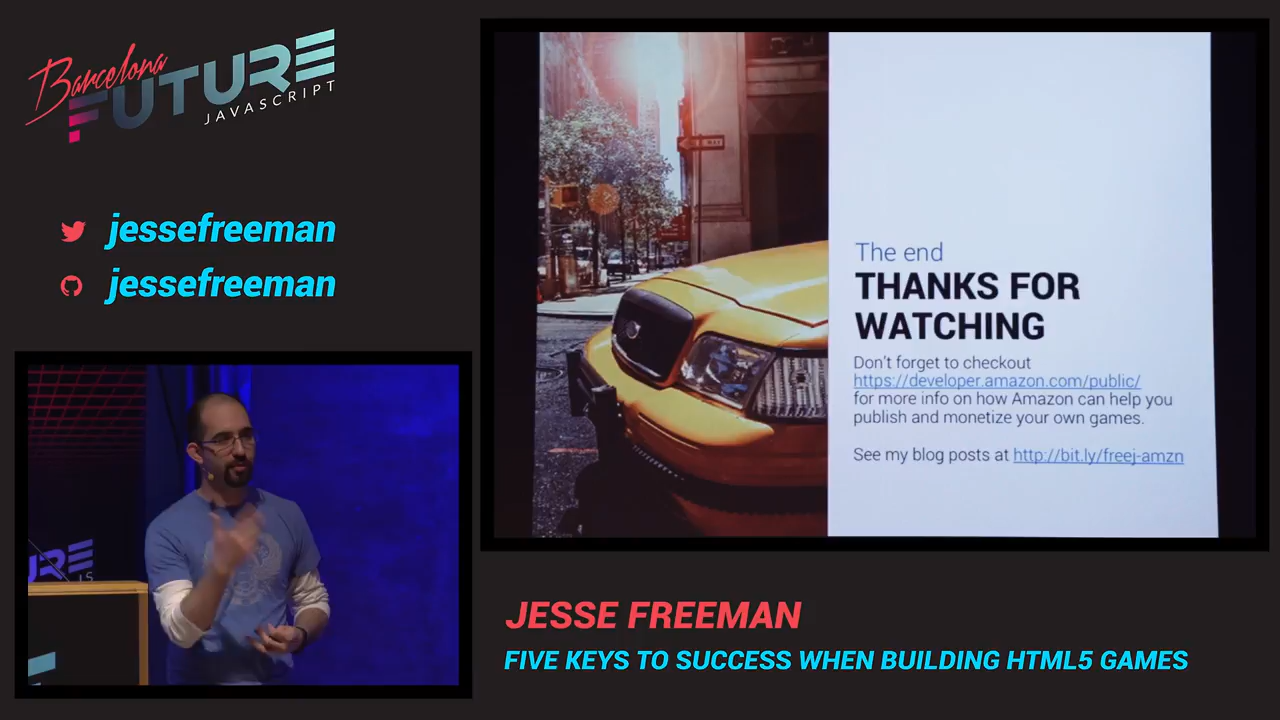 Barcelona
FUTURE
JAVASCRIPT
jessefreeman
jessefreeman
The end
THANKS FOR
WATCHING
Don't forget to checkout
https://developer.amazon.com/public/
for more info on how Amazon can help you
publish and monetize your own games.
See my blog posts at http://bit.ly/freej-amzn
URE
JS
JESSE FREEMAN
FIVE KEYS TO SUCCESS WHEN BUILDING HTML5 GAMES